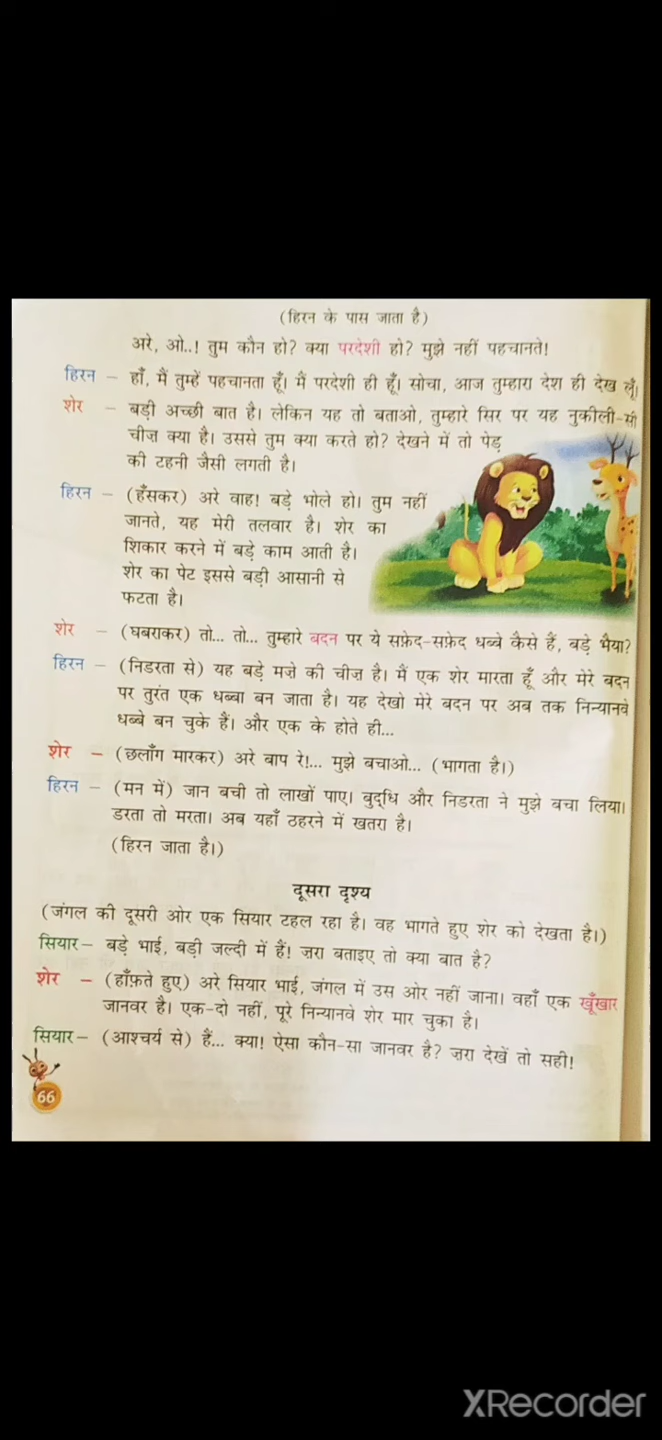 (हिरन के पास जाता है)
अरे, ओ..! तुम कौन हो? क्या परदेशी हो? मुझे नहीं पहचानते!
हिरन – हाँ, मैं तुम्हें पहचानता हूँ। मैं परदेशी ही हूँ। सोचा, आज तुम्हारा देश ही देख लूँ।
शेर – बड़ी अच्छी बात है। लेकिन यह तो बताओ, तुम्हारे सिर पर यह नुकीली-सी
चीज़ क्या है। उससे तुम क्या करते हो? देखने में तो पेड़
की टहनी जैसी लगती है।
हिरन – (हँसकर) अरे वाह! बड़े भोले हो। तुम नहीं
जानते, यह मेरी तलवार है। शेर का
शिकार करने में बड़े काम आती है।
शेर का पेट इससे बड़ी आसानी से
फटता है।
शेर – (घबराकर) तो... तो... तुम्हारे बदन पर ये सफ़ेद-सफ़ेद धब्बे कैसे हैं, बड़े भैया?
हिरन – (निडरता से) यह बड़े मज़े की चीज़ है। मैं एक शेर मारता हूँ और मेरे बदन
पर तुरंत एक धब्बा बन जाता है। यह देखो मेरे बदन पर अब तक निन्यानवे
धब्बे बन चुके हैं। और एक के होते ही...
शेर – (छलाँग मारकर) अरे बाप रे!... मुझे बचाओ... (भागता है।)
हिरन – (मन में) जान बची तो लाखों पाए। बुद्धि और निडरता ने मुझे बचा लिया।
डरता तो मरता। अब यहाँ ठहरने में खतरा है।
(हिरन जाता है।)
दूसरा दृश्य
(जंगल की दूसरी ओर एक सियार टहल रहा है। वह भागते हुए शेर को देखता है।)
सियार – बड़े भाई, बड़ी जल्दी में हैं! ज़रा बताइए तो क्या बात है?
शेर – (हाँफ़ते हुए) अरे सियार भाई, जंगल में उस ओर नहीं जाना। वहाँ एक खूँखार
जानवर है। एक-दो नहीं, पूरे निन्यानवे शेर मार चुका है।
सियार – (आश्चर्य से) हैं... क्या! ऐसा कौन-सा जानवर है? ज़रा देखें तो सही!
66
XRecorder